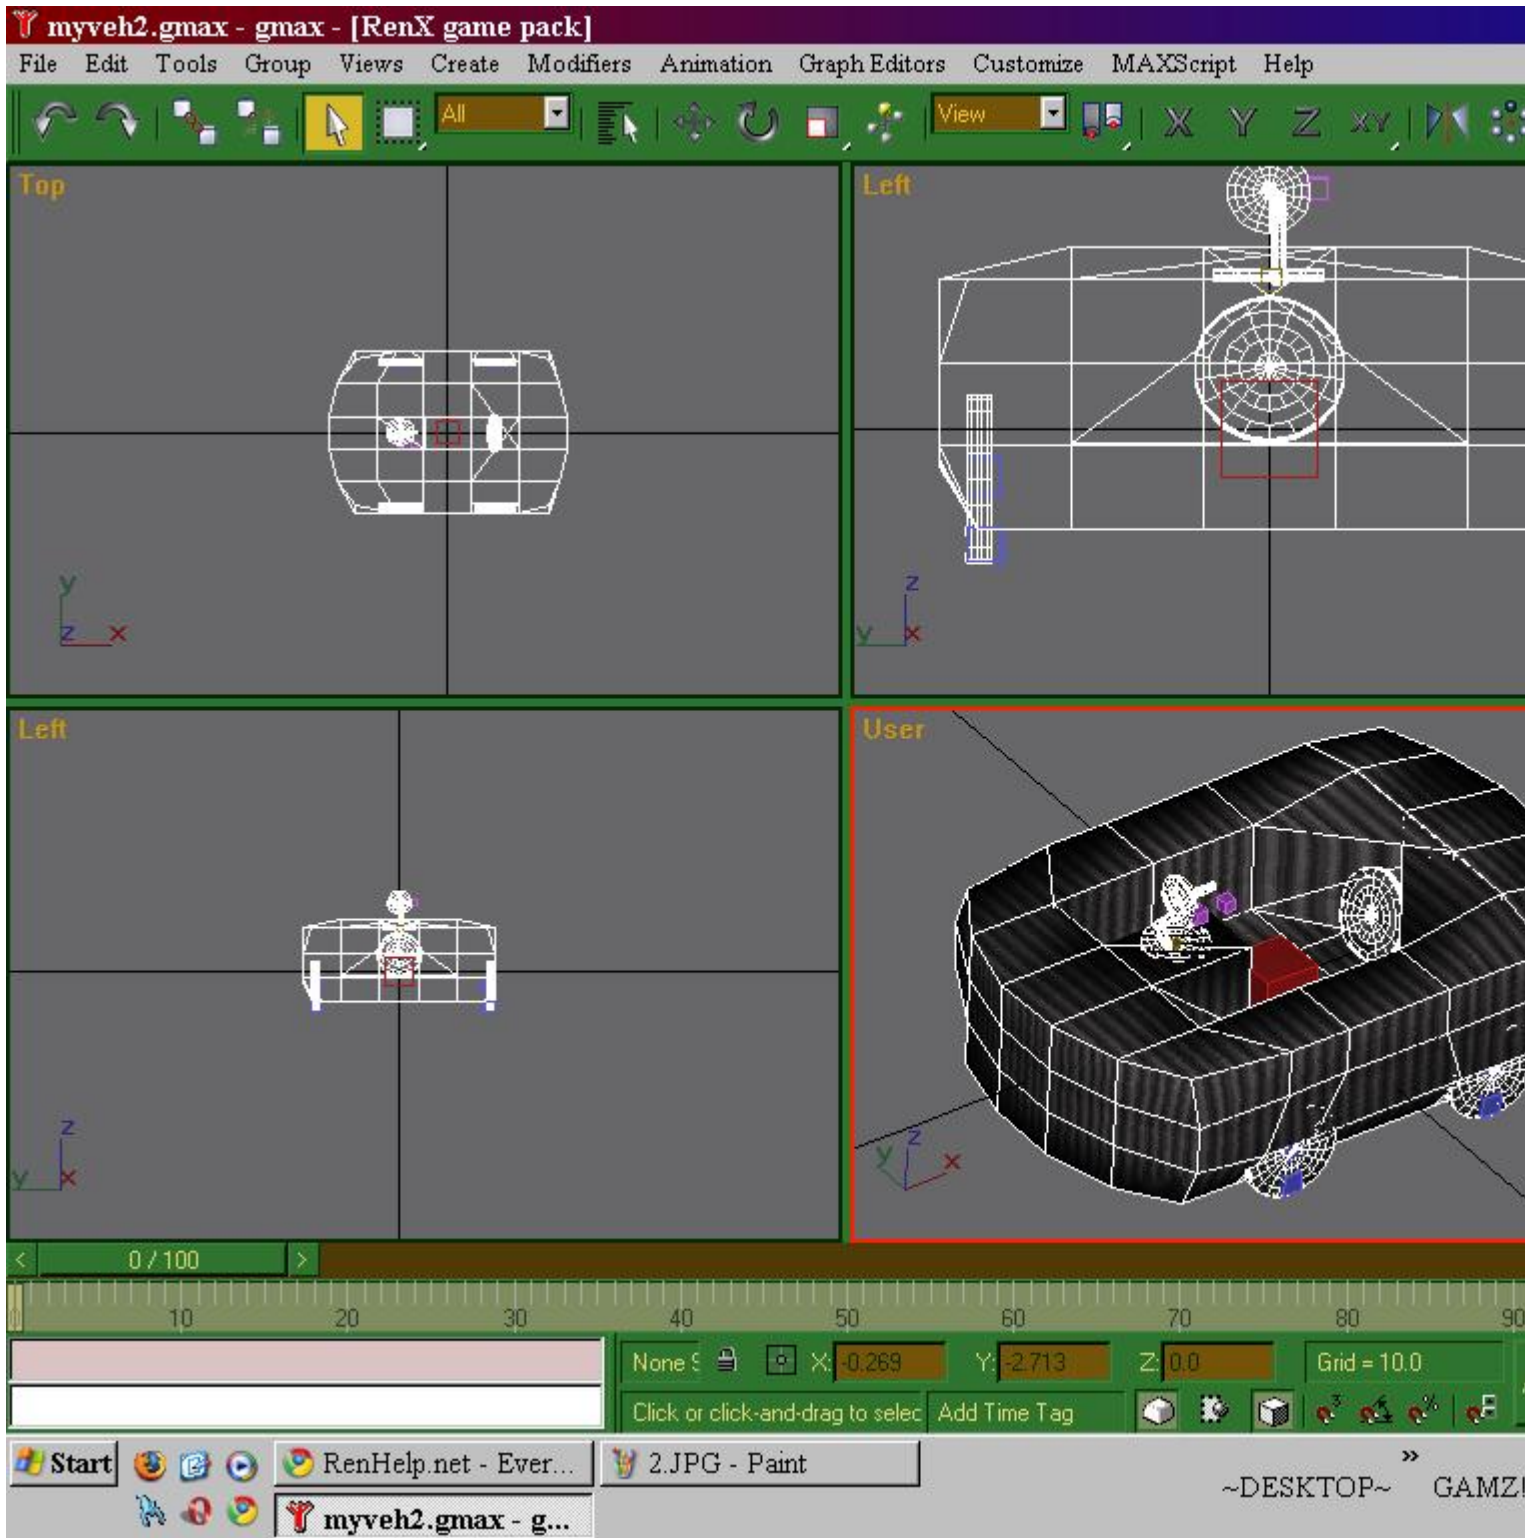 myveh2.gmax - gmax - [RenX game pack]
File Edit Tools Group Views Create Modifiers Animation Graph Editors Customize MAXScript Help
All View X Y Z XY
Top
Left
y
z x
z
y x
Left
User
z
y x
z
y x
< 0 / 100 >
0 10 20 30 40 50 60 70 80 90
None S X: -0.269 Y: -2.713 Z: 0.0 Grid = 10.0
Click or click-and-drag to selec Add Time Tag
Start RenHelp.net - Ever... 2.JPG - Paint
»
~DESKTOP~ GAMZ!
myveh2.gmax - g...